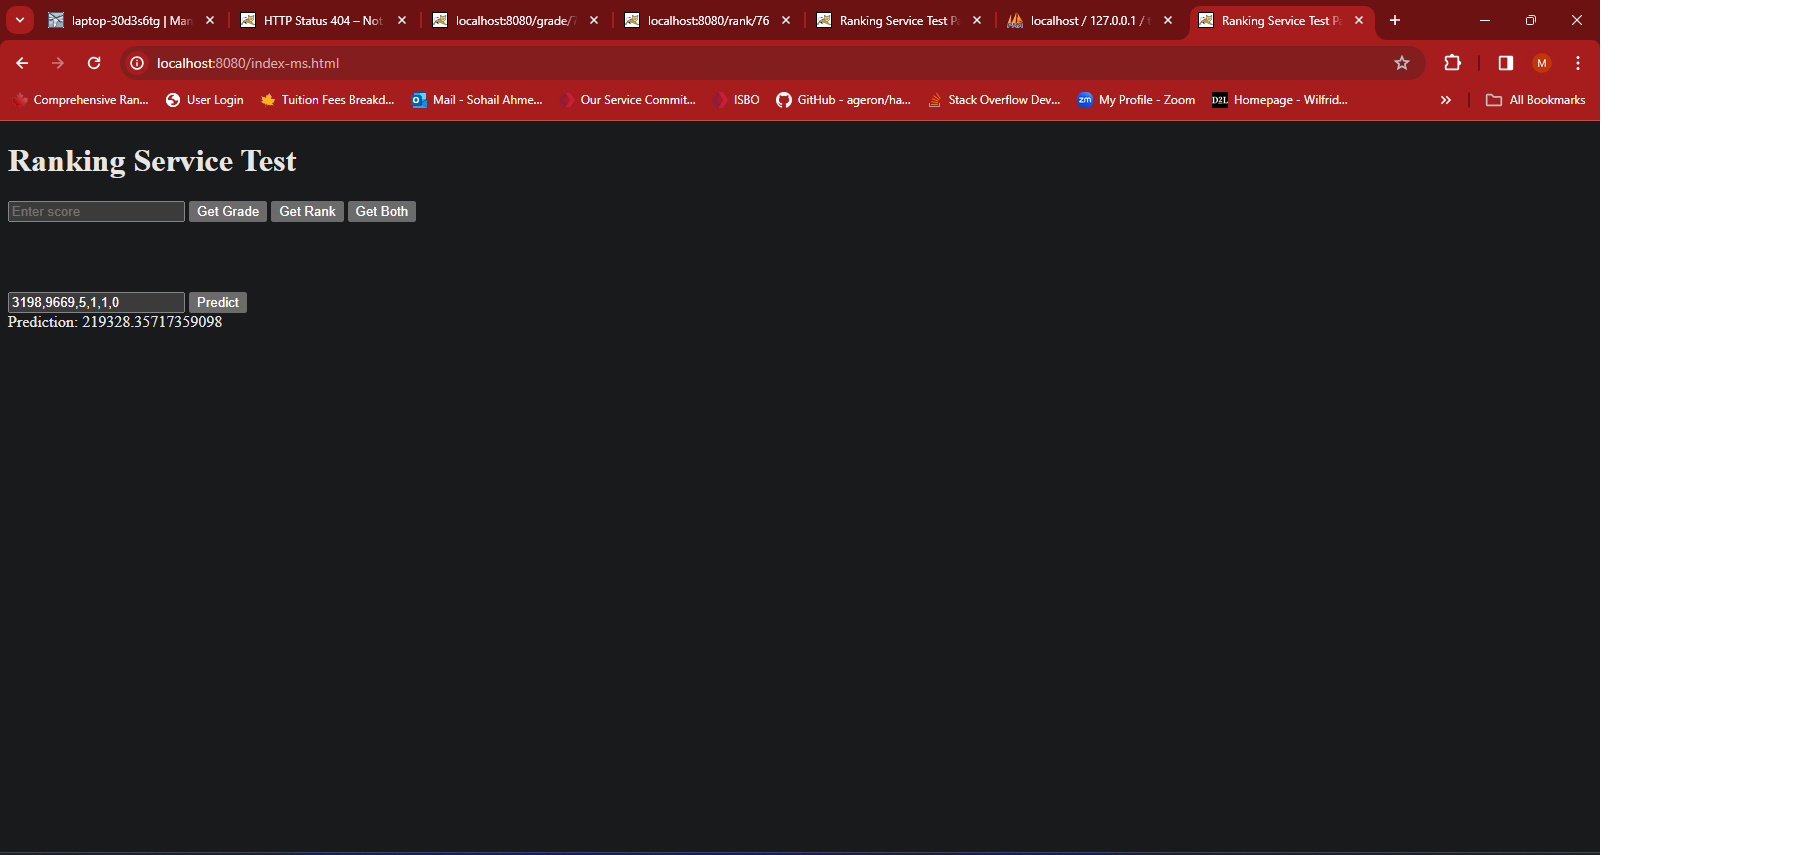 laptop-30d3s6tg | Man
HTTP Status 404 – Not
localhost:8080/grade/7
localhost:8080/rank/76
Ranking Service Test Pa
localhost / 127.0.0.1 / t
Ranking Service Test Pa
localhost:8080/index-ms.html
M
Comprehensive Ran...
User Login
Tuition Fees Breakd...
Mail - Sohail Ahme...
Our Service Commit...
ISBO
GitHub - ageron/ha...
Stack Overflow Dev...
zm
My Profile - Zoom
D2L
Homepage - Wilfrid...
All Bookmarks
Ranking Service Test
Enter score
Get Grade
Get Rank
Get Both
3198,9669,5,1,1,0
Predict
Prediction: 219328.35717359098